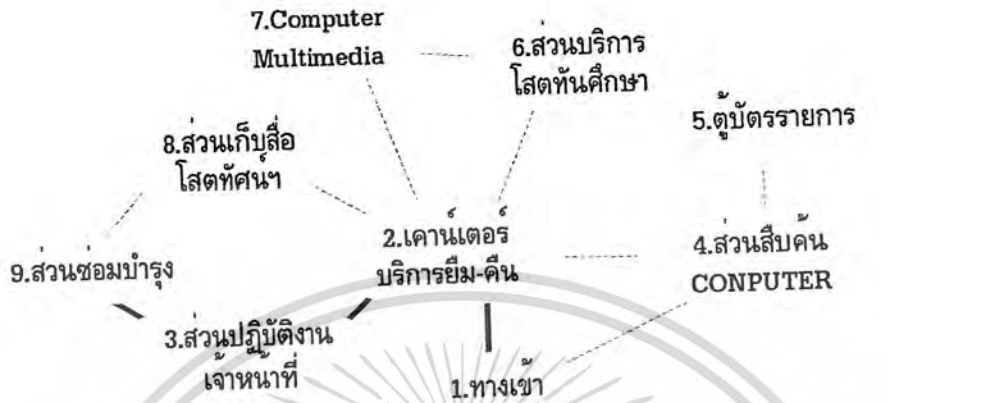 7.Computer
Multimedia
6.ส่วนบริการ
โสตทันศึกษา
5.ตู้บัตรรายการ
8.ส่วนเก็บสื่อ
โสตทัศน์ฯ
2.เคาน์เตอร์
บริการยืม-คืน
4.ส่วนสืบค้น
CONPUTER
9.ส่วนซ่อมบำรุง
3.ส่วนปฏิบัติงาน
เจ้าหน้าที่
1.ทางเข้า